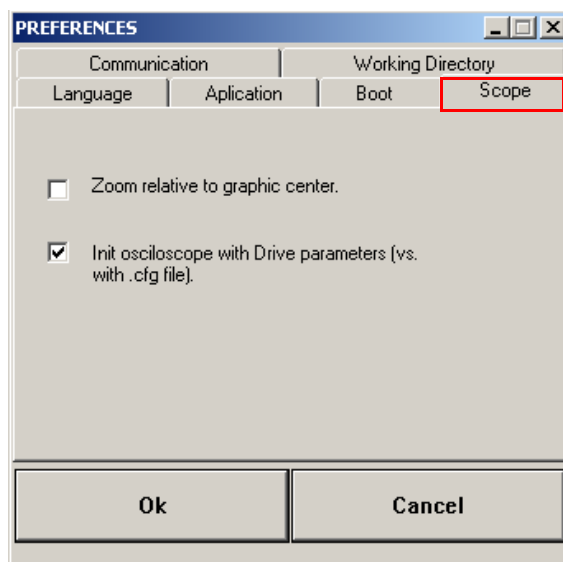 PREFERENCES
Communication
Working Directory
Language
Aplication
Boot
Scope
Zoom relative to graphic center.
Init osciloscope with Drive parameters (vs.
with .cfg file).
Ok
Cancel